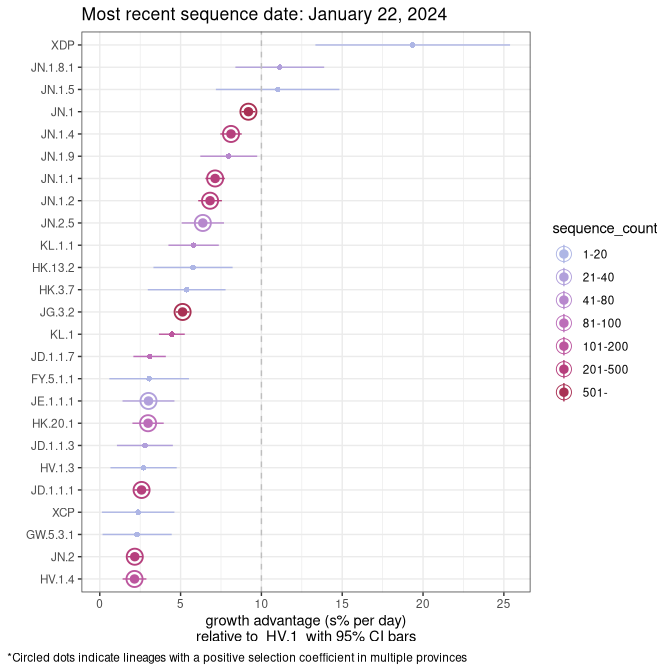 Most recent sequence date: January 22, 2024
XDP
JN.1.8.1
JN.1.5
JN.1
JN.1.4
JN.1.9
JN.1.1
JN.1.2
JN.2.5
KL.1.1
HK.13.2
HK.3.7
JG.3.2
KL.1
JD.1.1.7
FY.5.1.1
JE.1.1.1
HK.20.1
JD.1.1.3
HV.1.3
JD.1.1.1
XCP
GW.5.3.1
JN.2
HV.1.4
0 5 10 15 20 25
growth advantage (s% per day)
relative to HV.1 with 95% CI bars
sequence_count
1-20
21-40
41-80
81-100
101-200
201-500
501-
*Circled dots indicate lineages with a positive selection coefficient in multiple provinces